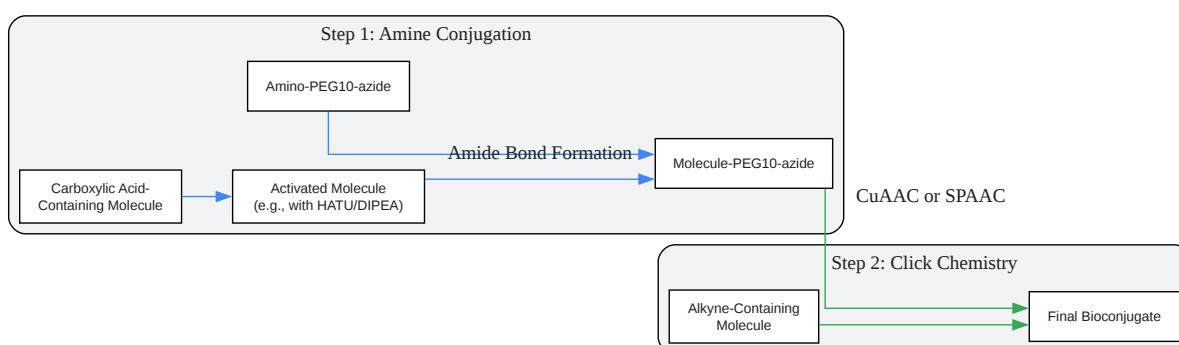 Step 1: Amine Conjugation
Amino-PEG10-azide
Amide Bond Formation
Molecule-PEG10-azide
Carboxylic Acid-
Containing Molecule
Activated Molecule
(e.g., with HATU/DIPEA)
CuAAC or SPAAC
Step 2: Click Chemistry
Alkyne-Containing
Molecule
Final Bioconjugate